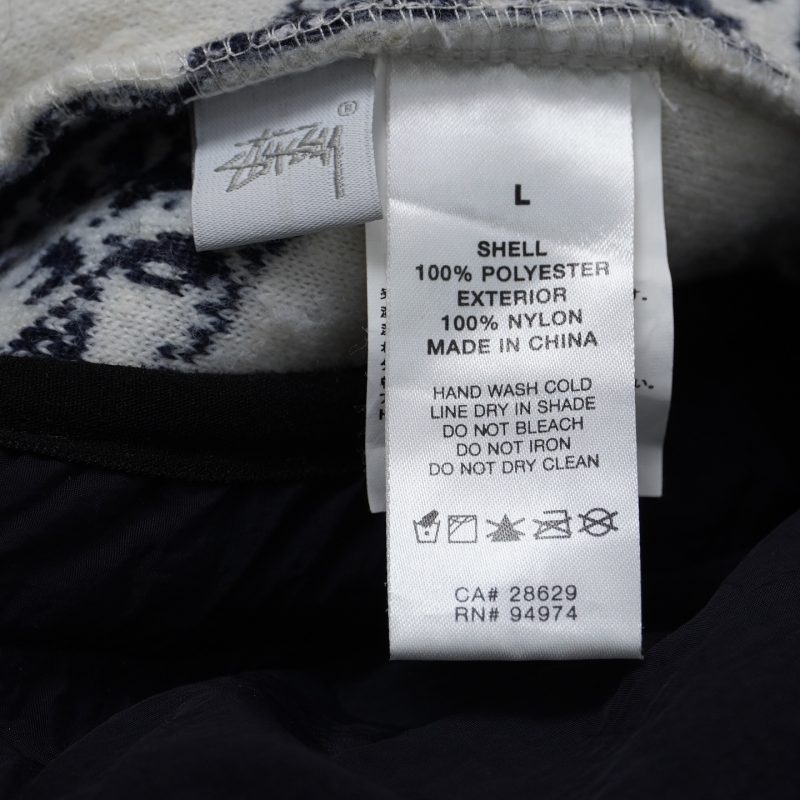 Stüssy ®
L
SHELL
100% POLYESTER
EXTERIOR
100% NYLON
MADE IN CHINA
HAND WASH COLD
LINE DRY IN SHADE
DO NOT BLEACH
DO NOT IRON
DO NOT DRY CLEAN
CA# 28629
RN# 94974